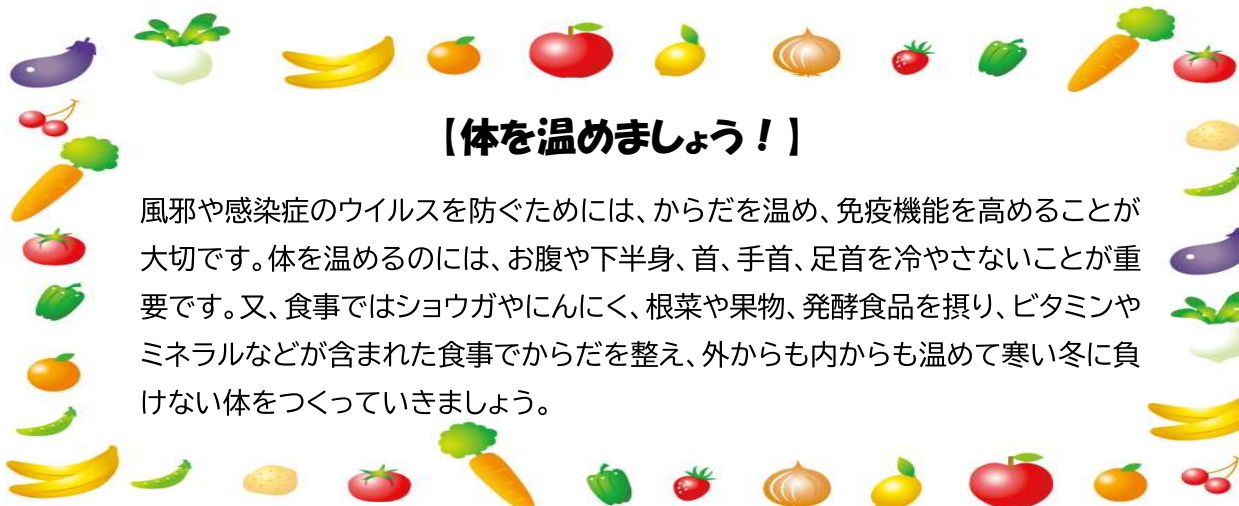 【体を温めましょう！】
風邪や感染症のウイルスを防ぐためには、からだを温め、免疫機能を高めることが
大切です。体を温めるのには、お腹や下半身、首、手首、足首を冷やさないことが重
要です。又、食事ではショウガやにんにく、根菜や果物、発酵食品を摂り、ビタミンや
ミネラルなどが含まれた食事でからだを整え、外からも内からも温めて寒い冬に負
けない体をつくっていきましょう。